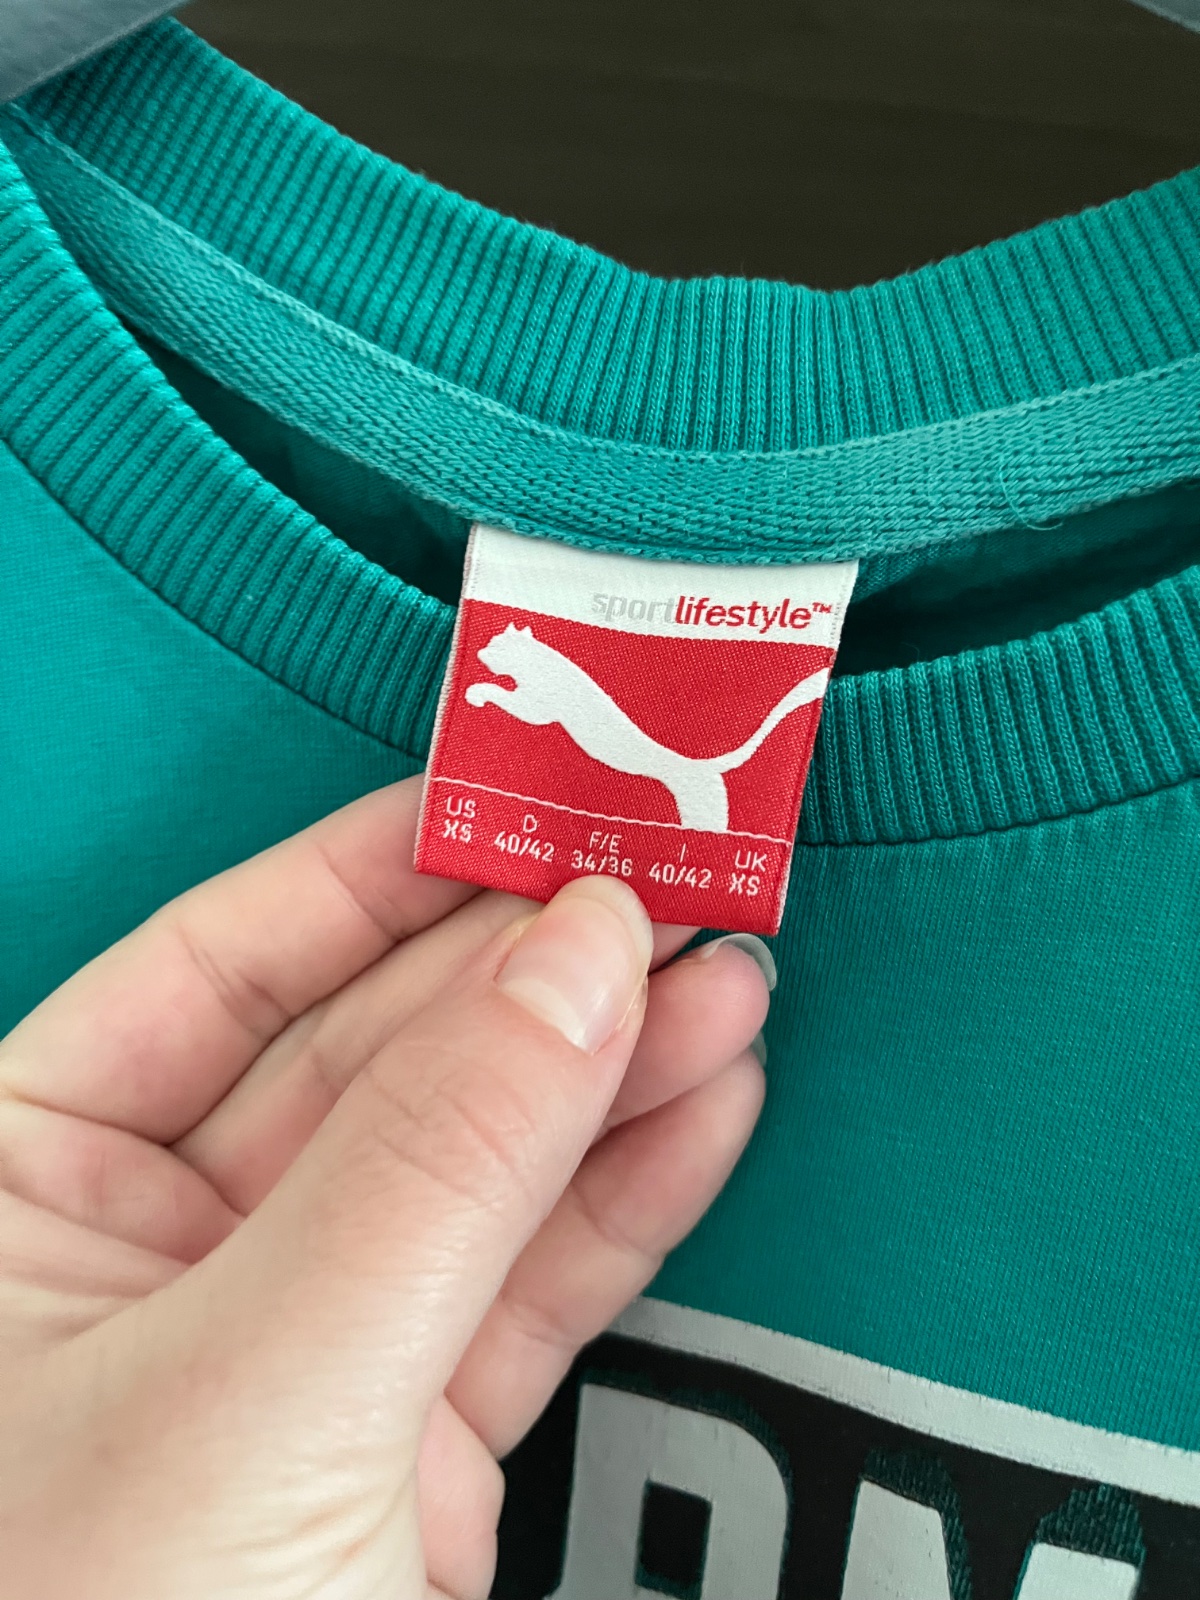 sportlifestyle™
US D F/E I UK
XS 40/42 34/36 40/42 XS